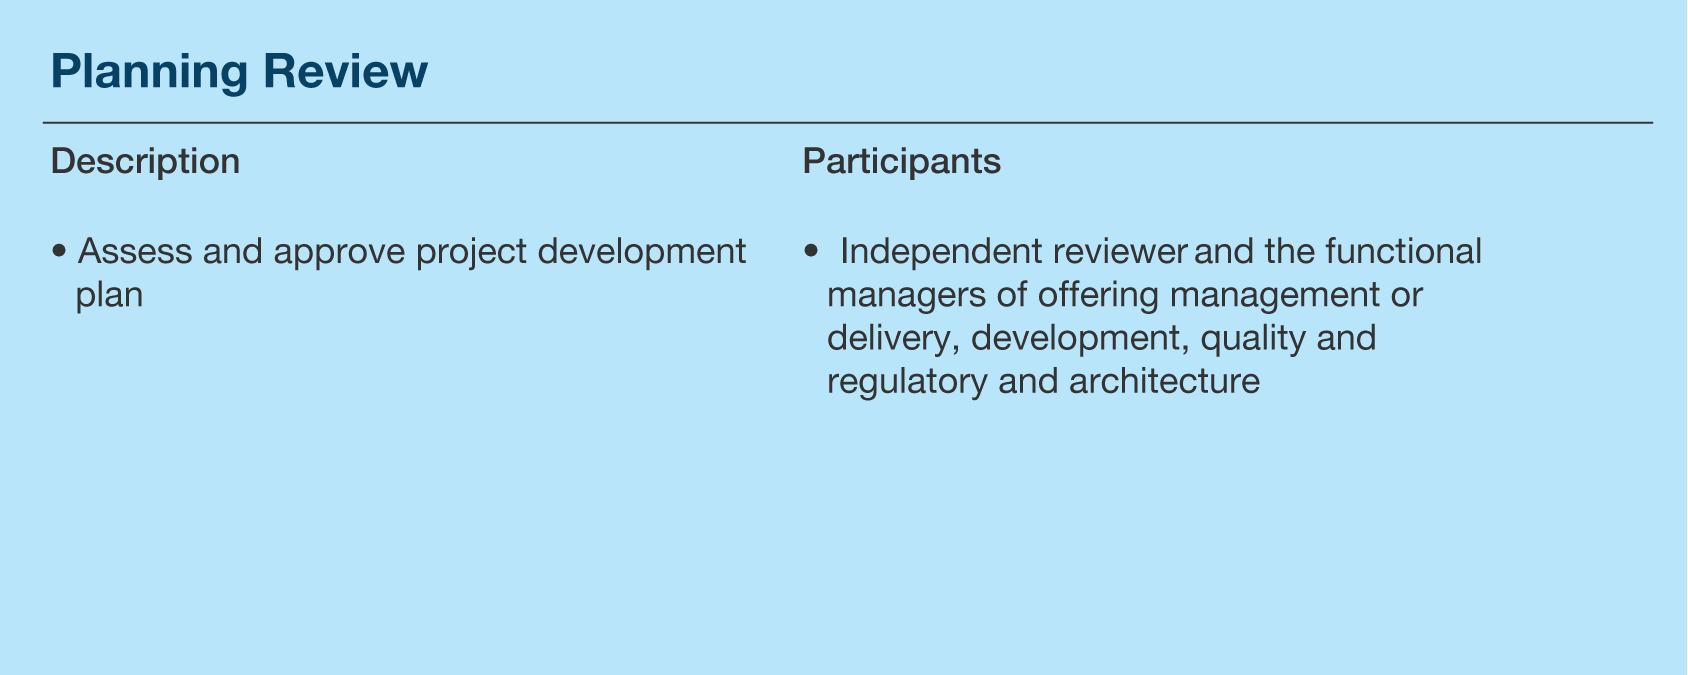 Planning Review
Description
• Assess and approve project development
plan
Participants
• Independent reviewer and the functional
managers of offering management or
delivery, development, quality and
regulatory and architecture